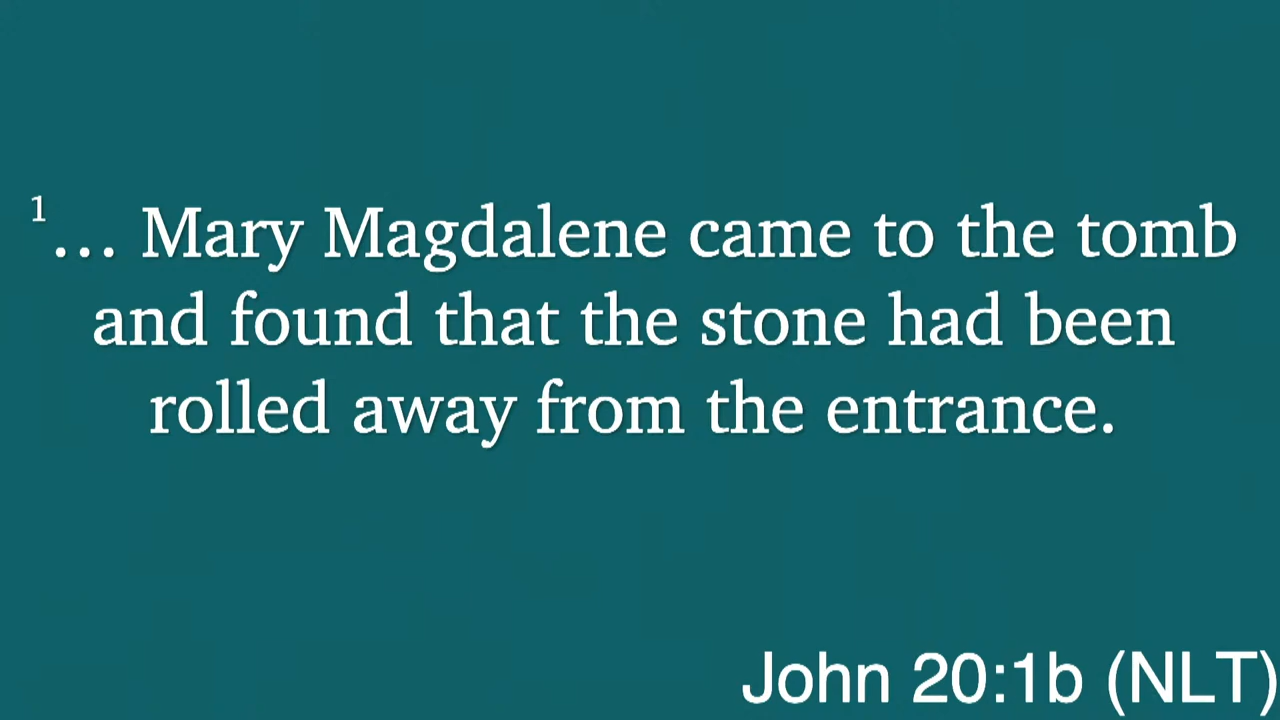 ¹… Mary Magdalene came to the tomb
and found that the stone had been
rolled away from the entrance.
John 20:1b (NLT)